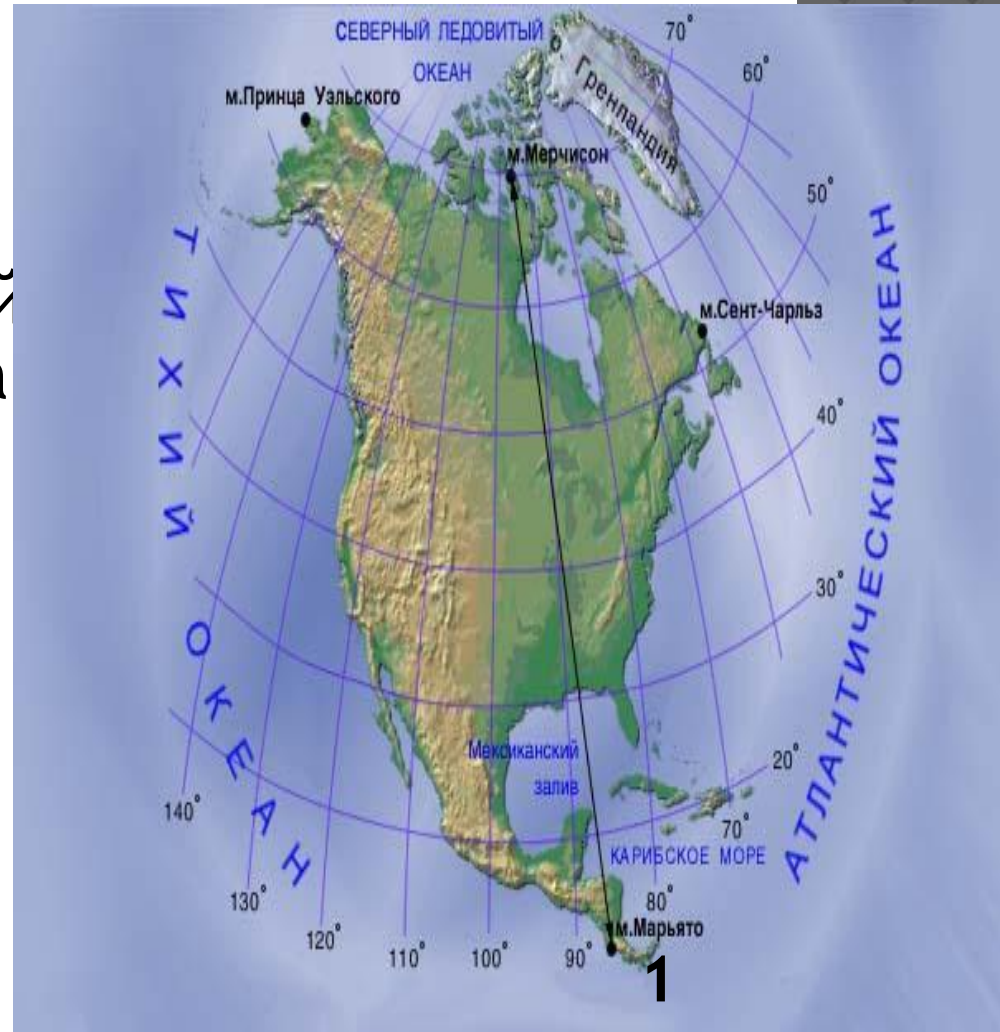 СЕВЕРНЫЙ ЛЕДОВИТЫЙ
ОКЕАН
70°
60°
Гренландия
м.Принца Уэльского
м.Мерчисон
50°
й
а
ТИХИЙ ОКЕАН
м.Сент-Чарльз
АТЛАНТИЧЕСКИЙ ОКЕАН
40°
30°
Мексиканский
залив
20°
140°
70°
КАРИБСКОЕ МОРЕ
130°
80°
м.Марьято
120°
110°
100°
90°
1